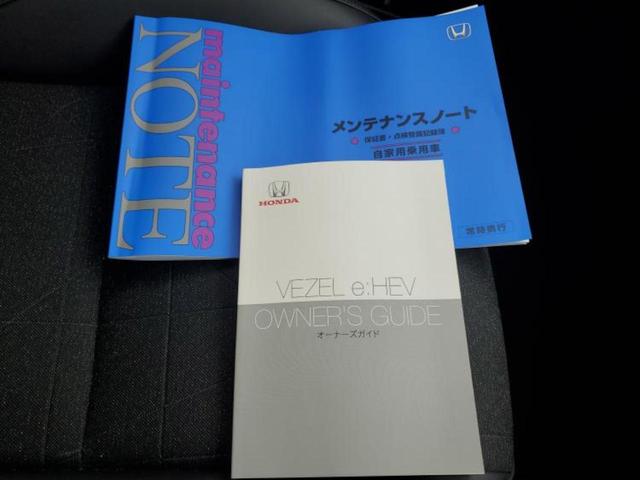 maintenance
NOTE
メンテナンスノート
保証書・点検整備記録簿
自家用乗用車
常時携行
HONDA
VEZEL e:HEV
OWNER'S GUIDE
オーナーズガイド